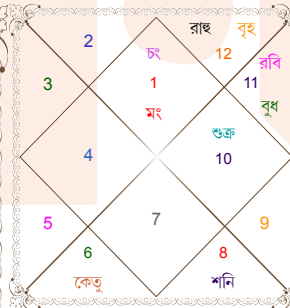 রাহু বৃহ
2 চং 12 রবি
3 1 11
মং বুধ
শুক্র
4 10
7
5 9
6 8
কেতু শনি